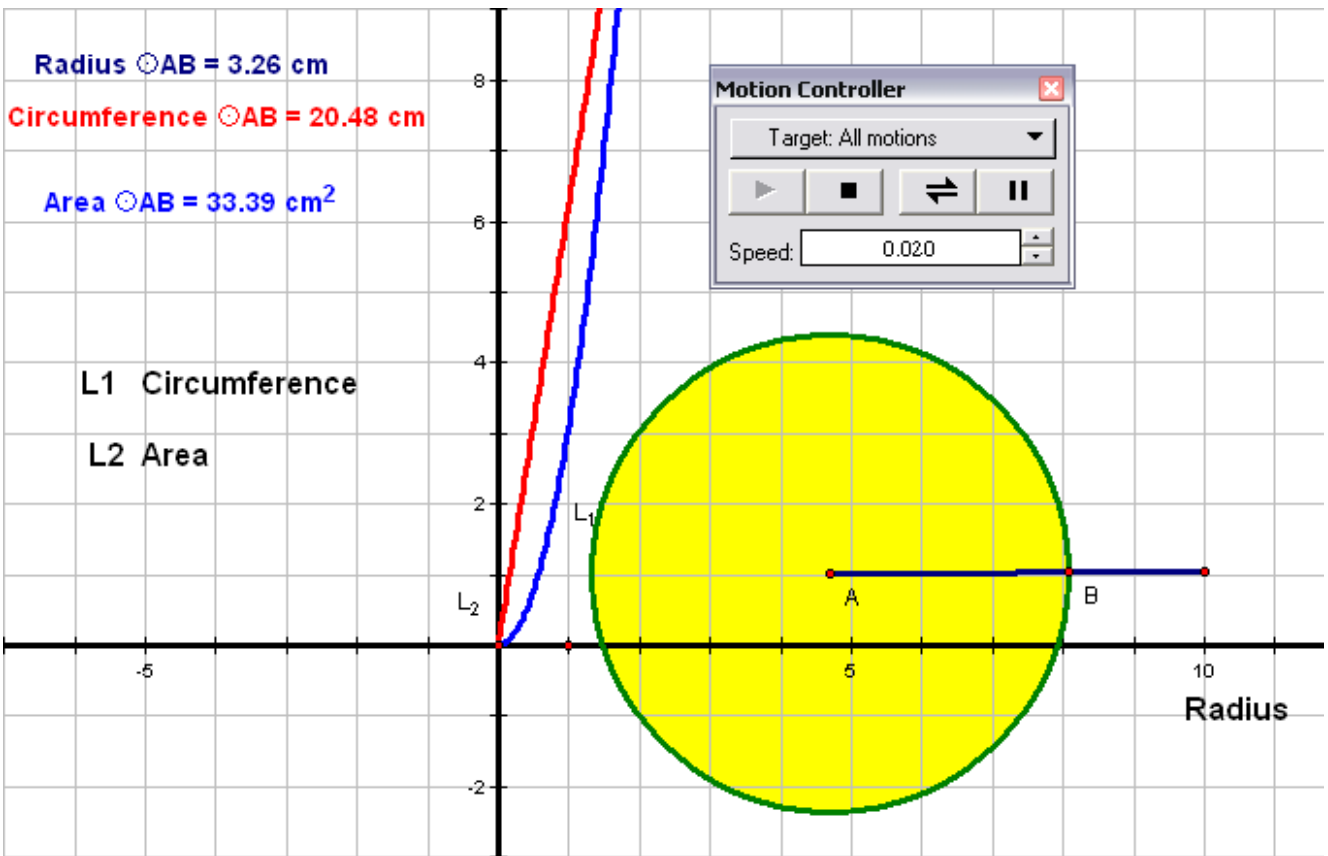 Radius ⊙AB = 3.26 cm
Circumference ⊙AB = 20.48 cm
Area ⊙AB = 33.39 cm²
Motion Controller
Target: All motions
Speed: 0.020
L1 Circumference
L2 Area
8
6
4
2
-2
L₁
L₂
A
B
-5
5
10
Radius